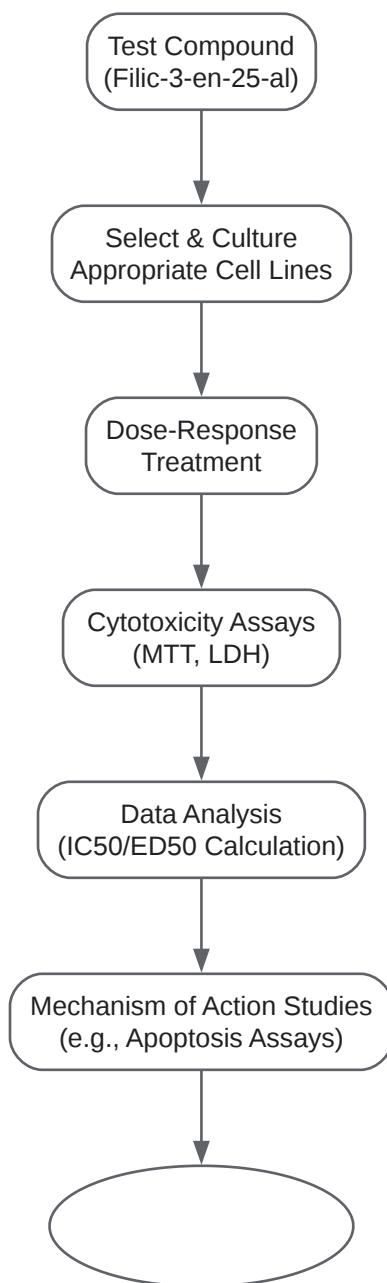 Test Compound
(Filic-3-en-25-al)
Select & Culture
Appropriate Cell Lines
Dose-Response
Treatment
Cytotoxicity Assays
(MTT, LDH)
Data Analysis
(IC50/ED50 Calculation)
Mechanism of Action Studies
(e.g., Apoptosis Assays)